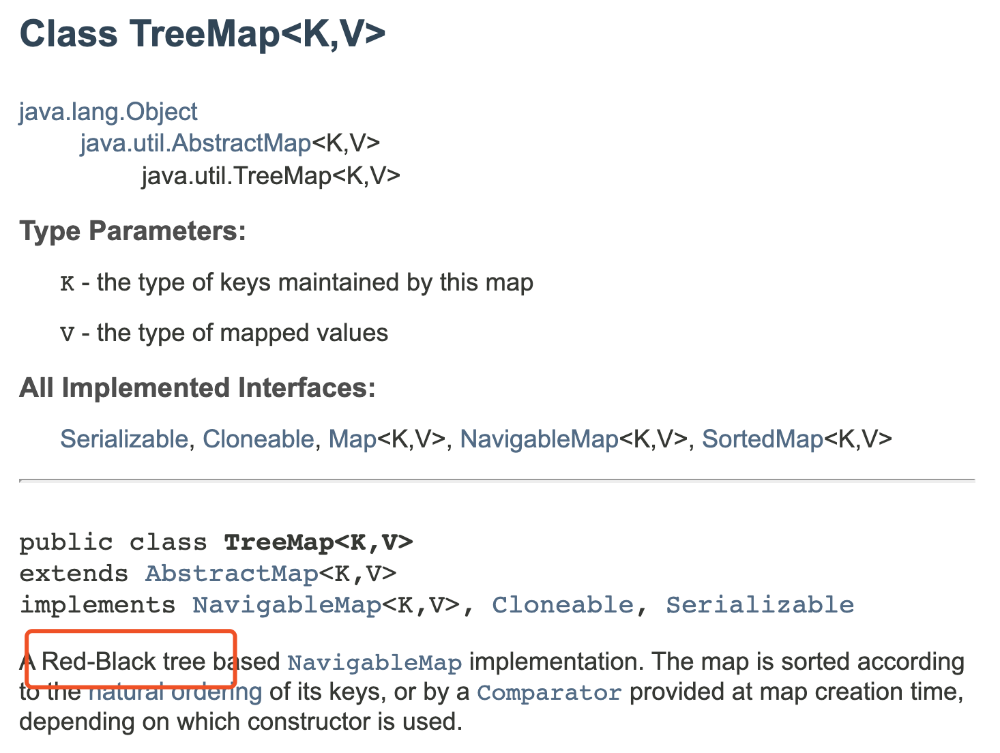 Class TreeMap<K,V>
java.lang.Object
java.util.AbstractMap<K,V>
java.util.TreeMap<K,V>
Type Parameters:
K - the type of keys maintained by this map
V - the type of mapped values
All Implemented Interfaces:
Serializable, Cloneable, Map<K,V>, NavigableMap<K,V>, SortedMap<K,V>
public class TreeMap<K,V>
extends AbstractMap<K,V>
implements NavigableMap<K,V>, Cloneable, Serializable
A Red-Black tree based NavigableMap implementation. The map is sorted according
to the natural ordering of its keys, or by a Comparator provided at map creation time,
depending on which constructor is used.